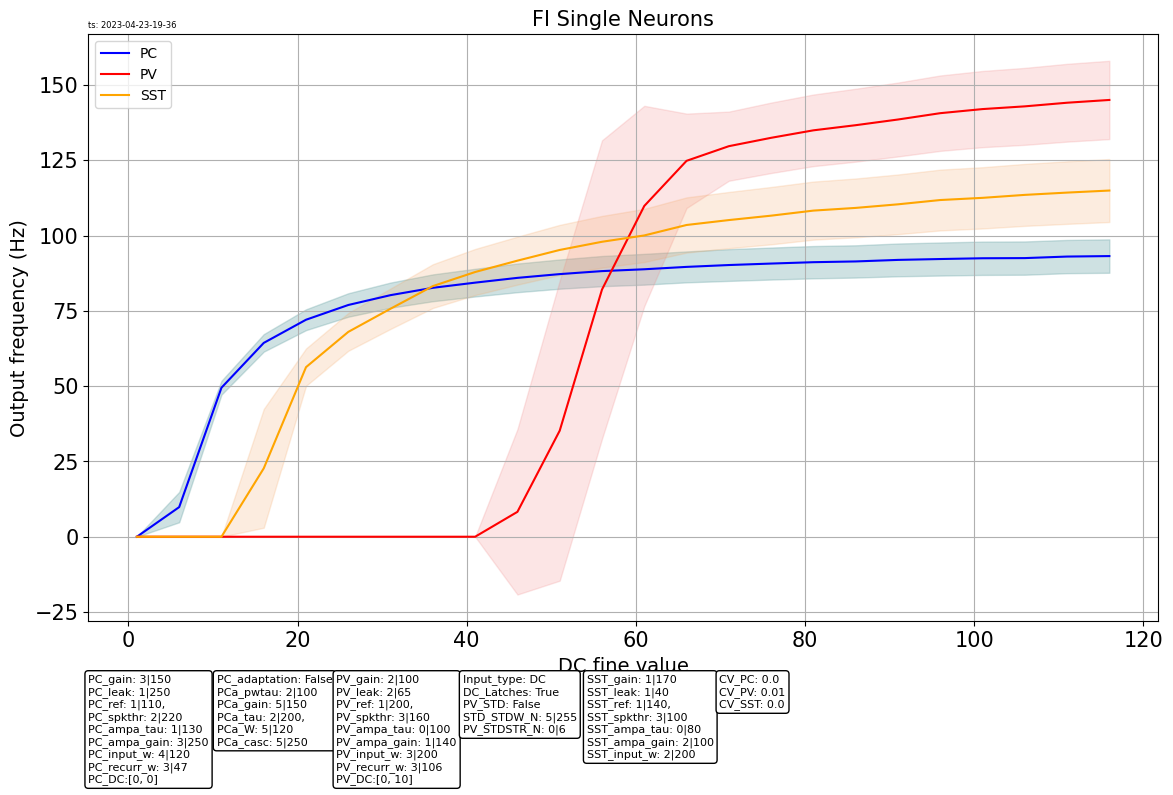 ts: 2023-04-23-19-36
FI Single Neurons
PC
PV
SST
Output frequency (Hz)
150
125
100
75
50
25
0
−25
0
20
40
60
80
100
120
DC fine value
PC_gain: 3|150
PC_leak: 1|250
PC_ref: 1|110,
PC_spkthr: 2|220
PC_ampa_tau: 1|130
PC_ampa_gain: 3|250
PC_input_w: 4|120
PC_recurr_w: 3|47
PC_DC:[0, 0]
PC_adaptation: False
PCa_pwtau: 2|100
PCa_gain: 5|150
PCa_tau: 2|200,
PCa_W: 5|120
PCa_casc: 5|250
PV_gain: 2|100
PV_leak: 2|65
PV_ref: 1|200,
PV_spkthr: 3|160
PV_ampa_tau: 0|100
PV_ampa_gain: 1|140
PV_input_w: 3|200
PV_recurr_w: 3|106
PV_DC:[0, 10]
Input_type: DC
DC_Latches: True
PV_STD: False
STD_STDW_N: 5|255
PV_STDSTR_N: 0|6
SST_gain: 1|170
SST_leak: 1|40
SST_ref: 1|140,
SST_spkthr: 3|100
SST_ampa_tau: 0|80
SST_ampa_gain: 2|100
SST_input_w: 2|200
CV_PC: 0.0
CV_PV: 0.01
CV_SST: 0.0